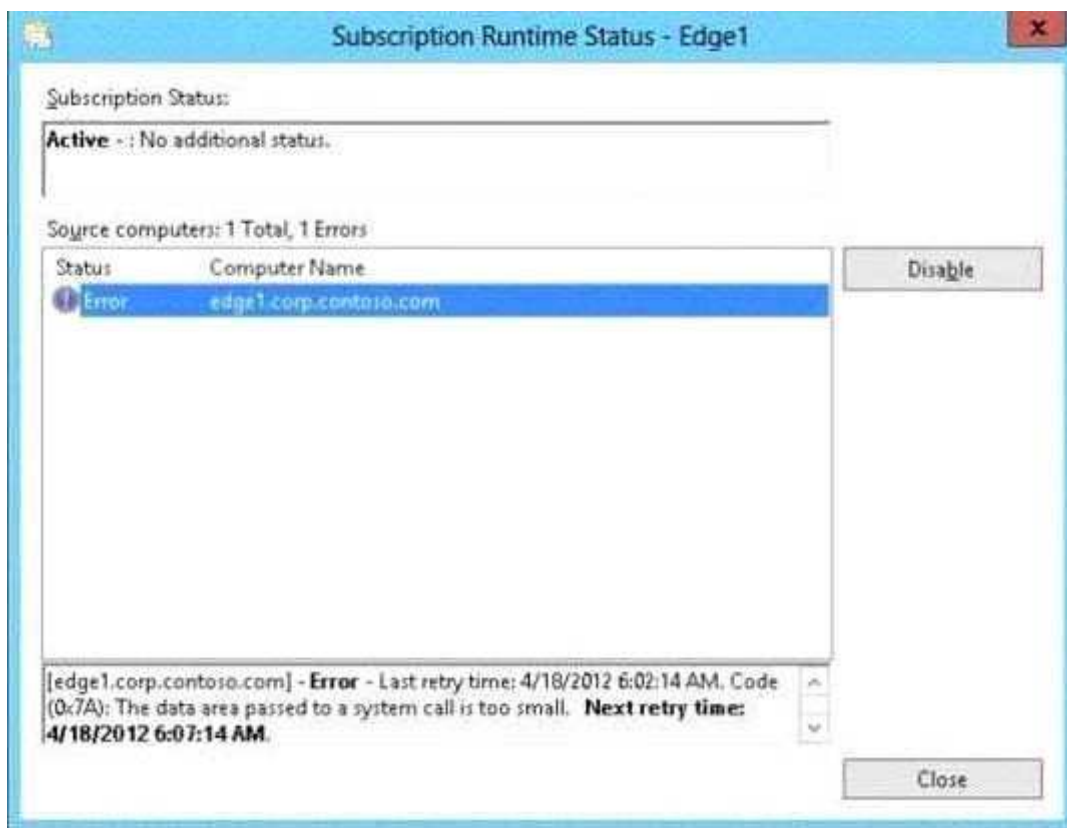 Subscription Runtime Status - Edge1
x
Subscription Status:
Active - : No additional status.
Source computers: 1 Total, 1 Errors
Status Computer Name
Error edge1.corp.contoso.com
Disable
[edge1.corp.contoso.com] - Error - Last retry time: 4/18/2012 6:02:14 AM. Code
(0x7A): The data area passed to a system call is too small. Next retry time:
4/18/2012 6:07:14 AM.
Close